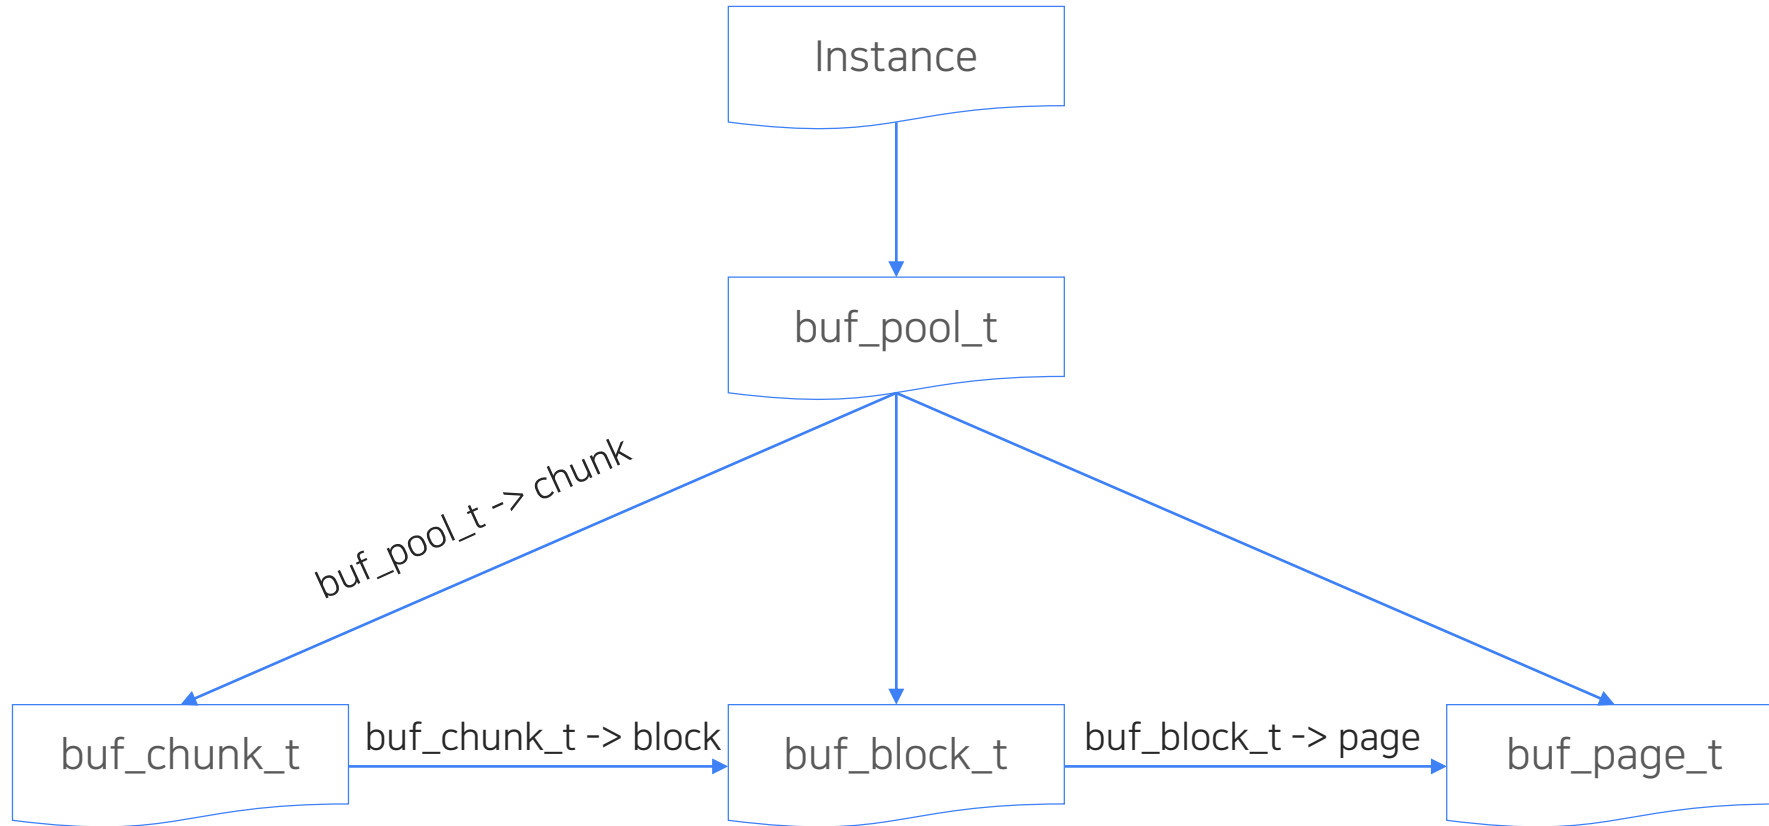 Instance
buf_pool_t
buf_pool_t -> chunk
buf_chunk_t
buf_chunk_t -> block
buf_block_t
buf_block_t -> page
buf_page_t